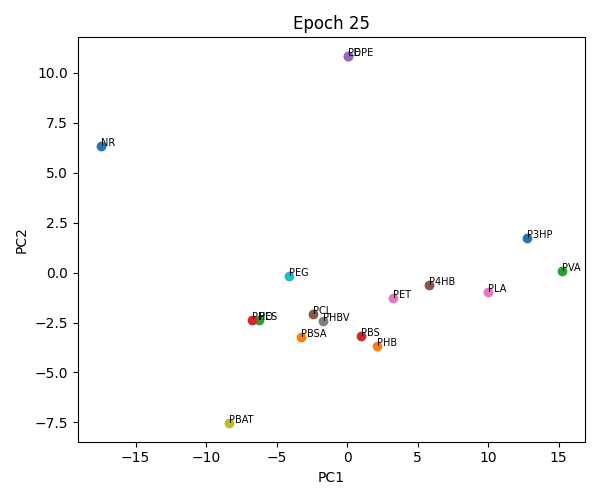 Epoch 25
10.0
7.5
5.0
2.5
0.0
−2.5
−5.0
−7.5
PC2
NR
P3HP
PVA
PEG
P4HB
PLA
PET
PCL
PHBV
PBSA
PBS
PHB
PBAT
−15
−10
−5
0
5
10
15
PC1